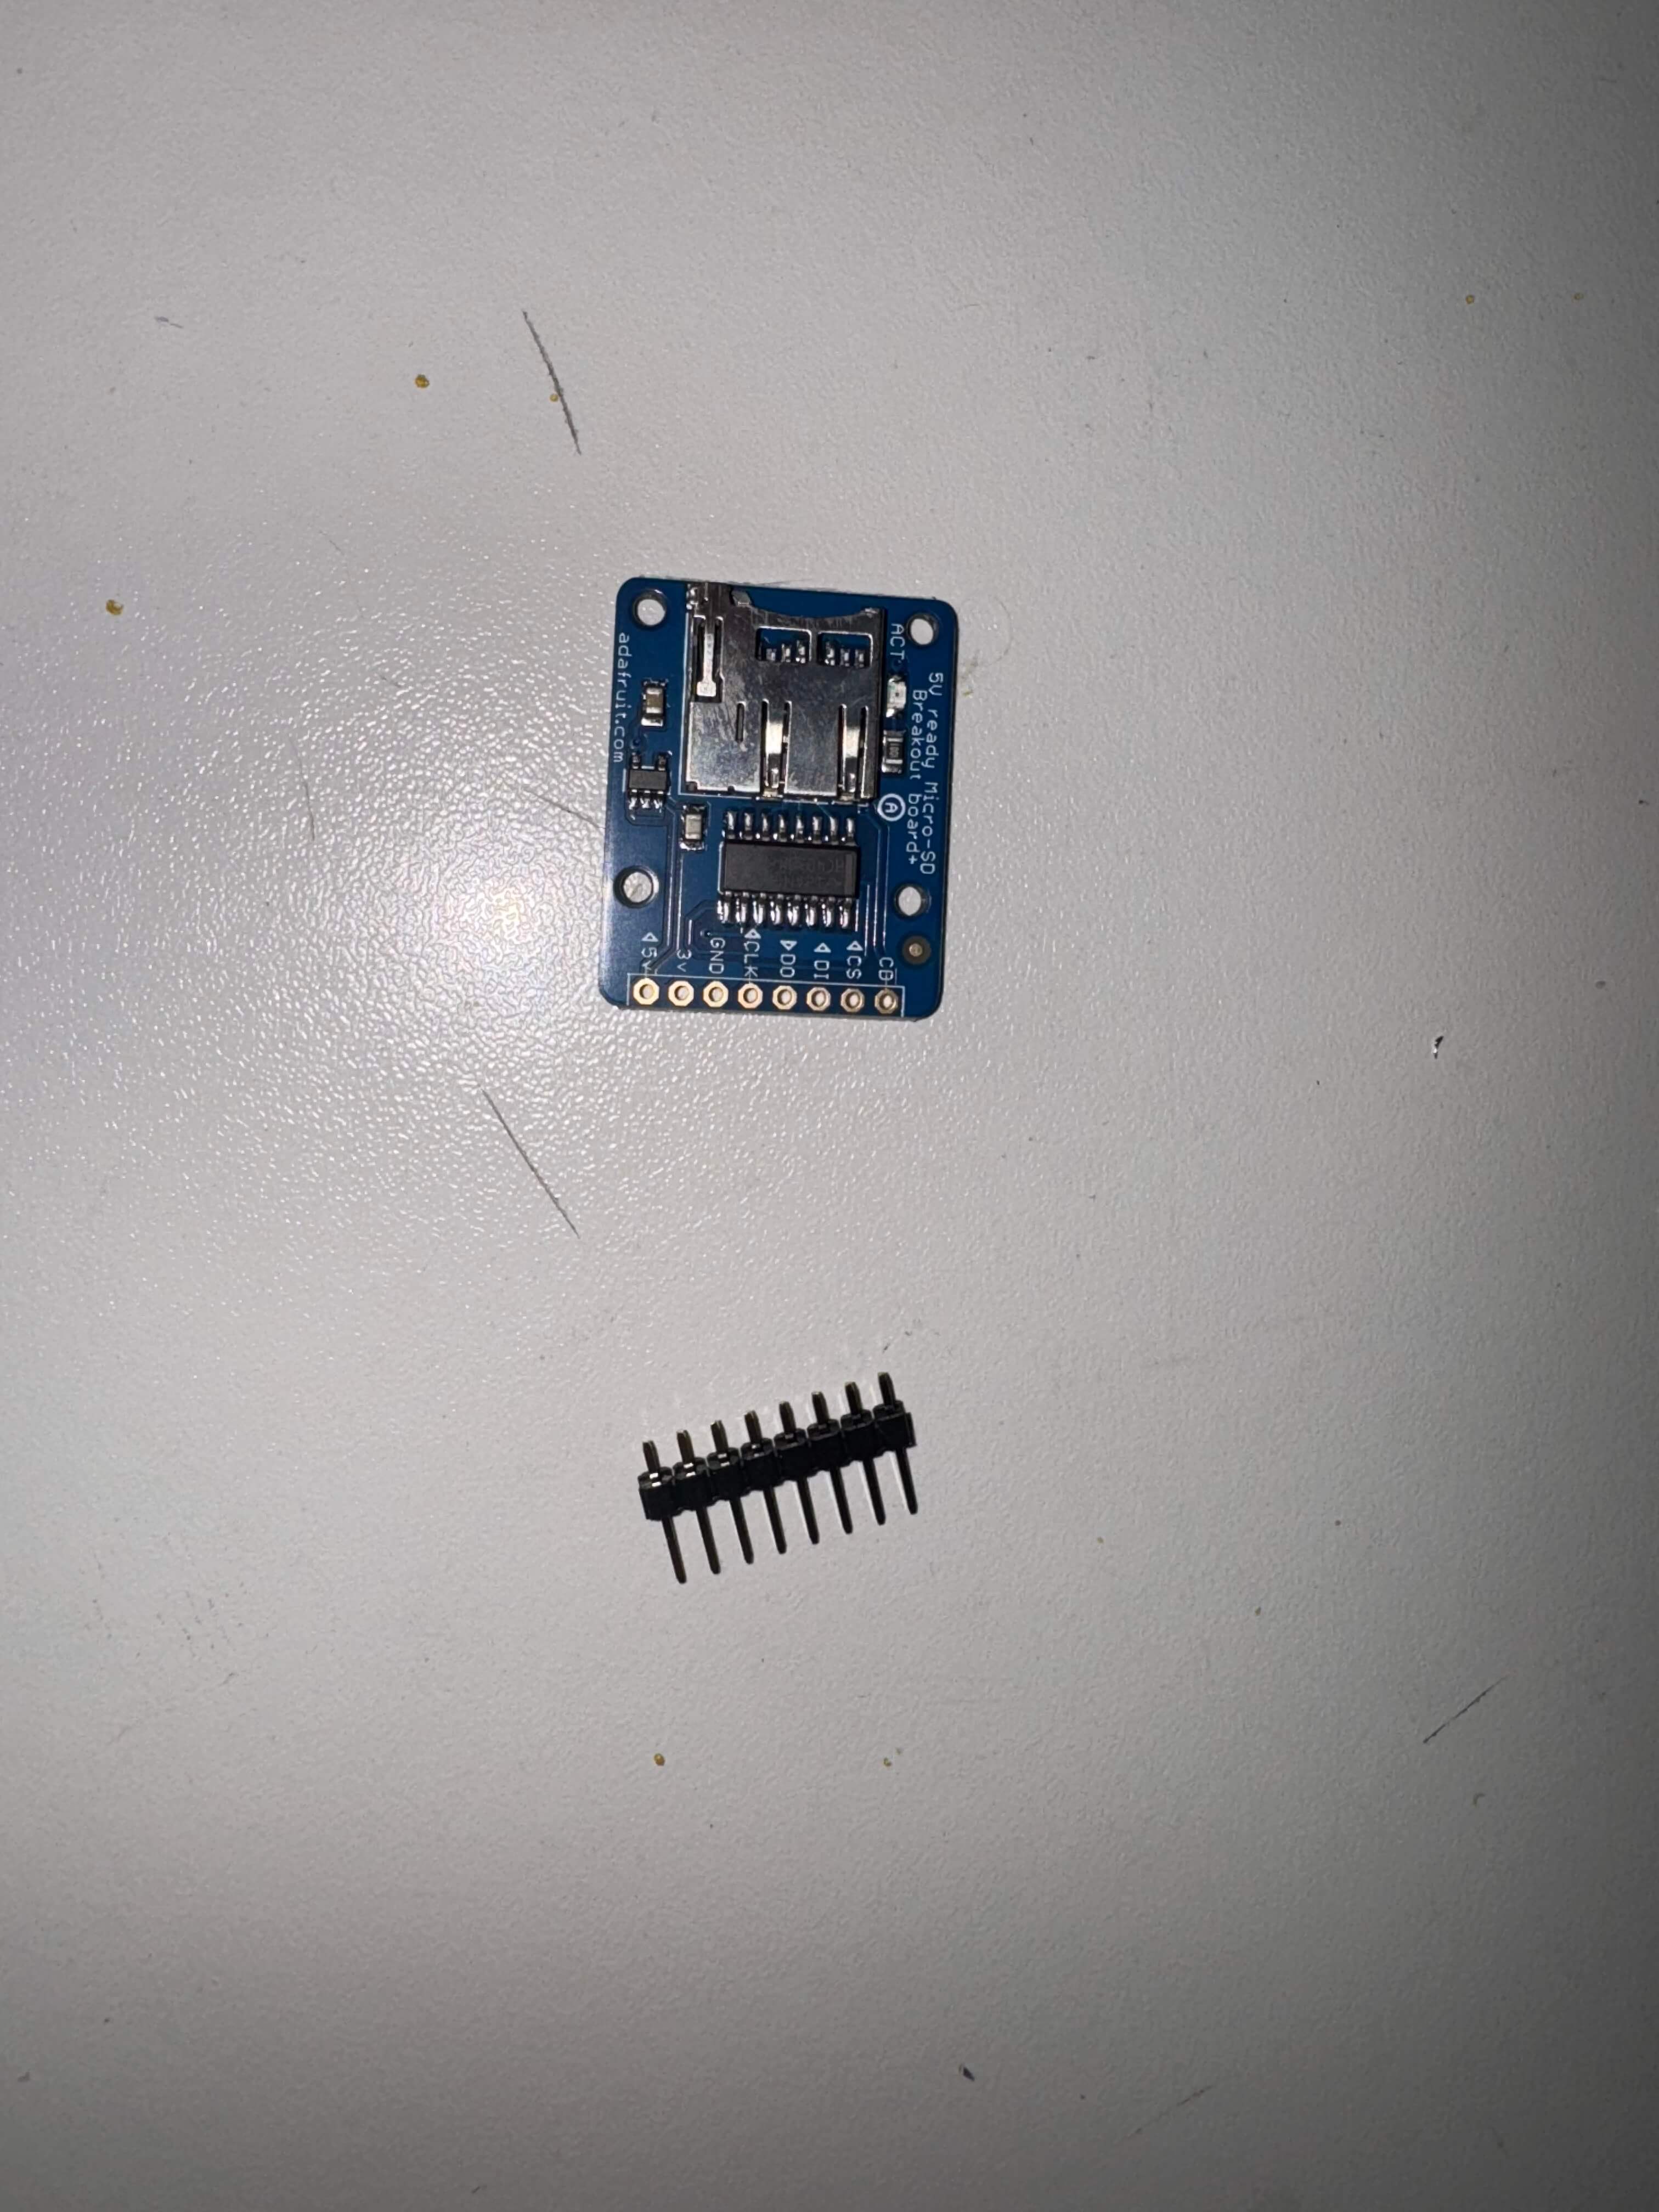 5v ready Micro-SD
Breakout board+
ACT
A
adafruit.com
5v
3v
GND
CLK
DO
DI
CS
CD